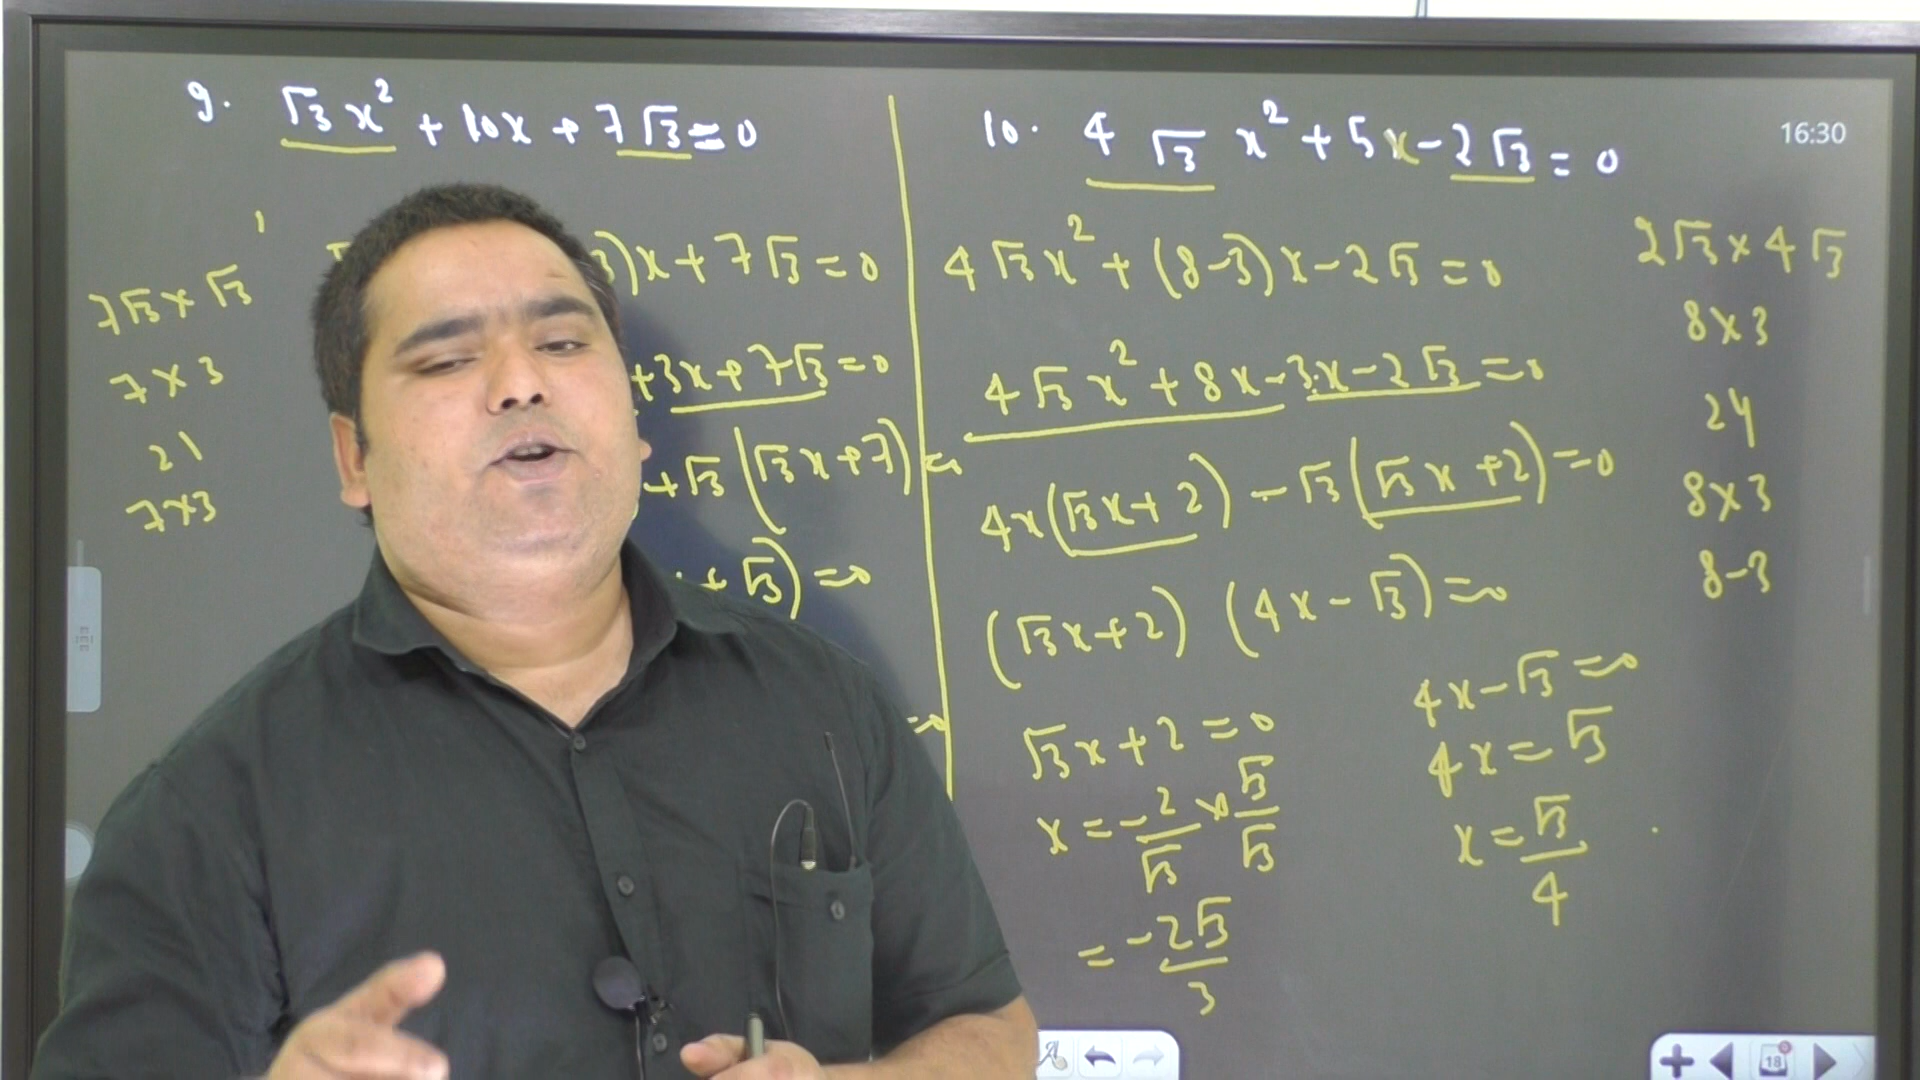 9. √3x² + 10x + 7√3 = 0
3)x + 7√3 = 0
7√3 × √3
7 × 3
+3x + 7√3 = 0
21
+√3(√3x+7) =0
7×3
+ √3) =0
=0
10. 4 √3 x² + 5x - 2√3 = 0
16:30
4√3x² + (8-3)x - 2√3 = 0
4√3x² + 8x - 3x - 2√3 = 0
4x(√3x+2) - √3(√3x+2) = 0
(√3x+2) (4x-√3) = 0
√3x+2 = 0
x = -2/√3 × √3/√3
= -2√3/3
4x-√3 = 0
4x = √3
x = √3/4
2√3 × 4√3
8×3
24
8×3
8-3
18